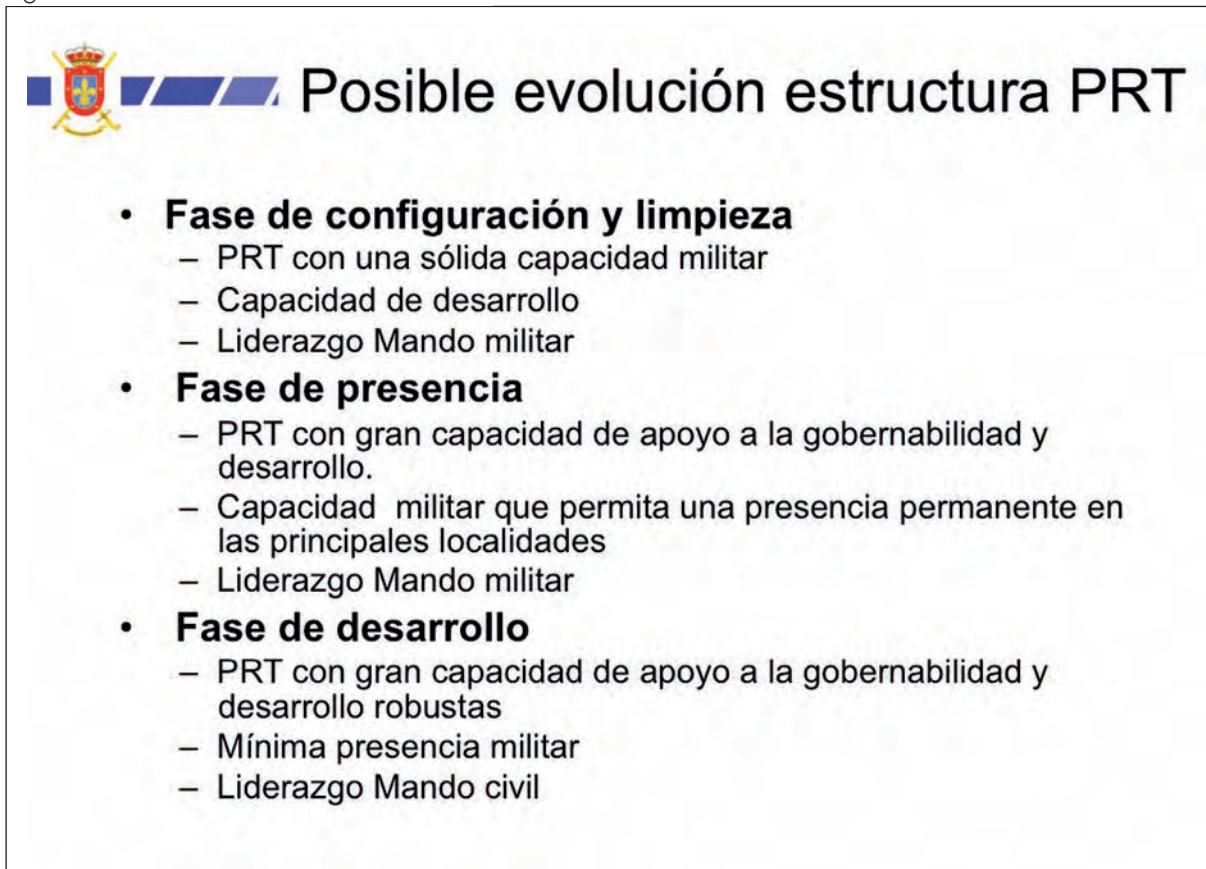 Posible evolución estructura PRT
• Fase de configuración y limpieza
– PRT con una sólida capacidad militar
– Capacidad de desarrollo
– Liderazgo Mando militar
• Fase de presencia
– PRT con gran capacidad de apoyo a la gobernabilidad y
desarrollo.
– Capacidad militar que permita una presencia permanente en
las principales localidades
– Liderazgo Mando militar
• Fase de desarrollo
– PRT con gran capacidad de apoyo a la gobernabilidad y
desarrollo robustas
– Mínima presencia militar
– Liderazgo Mando civil